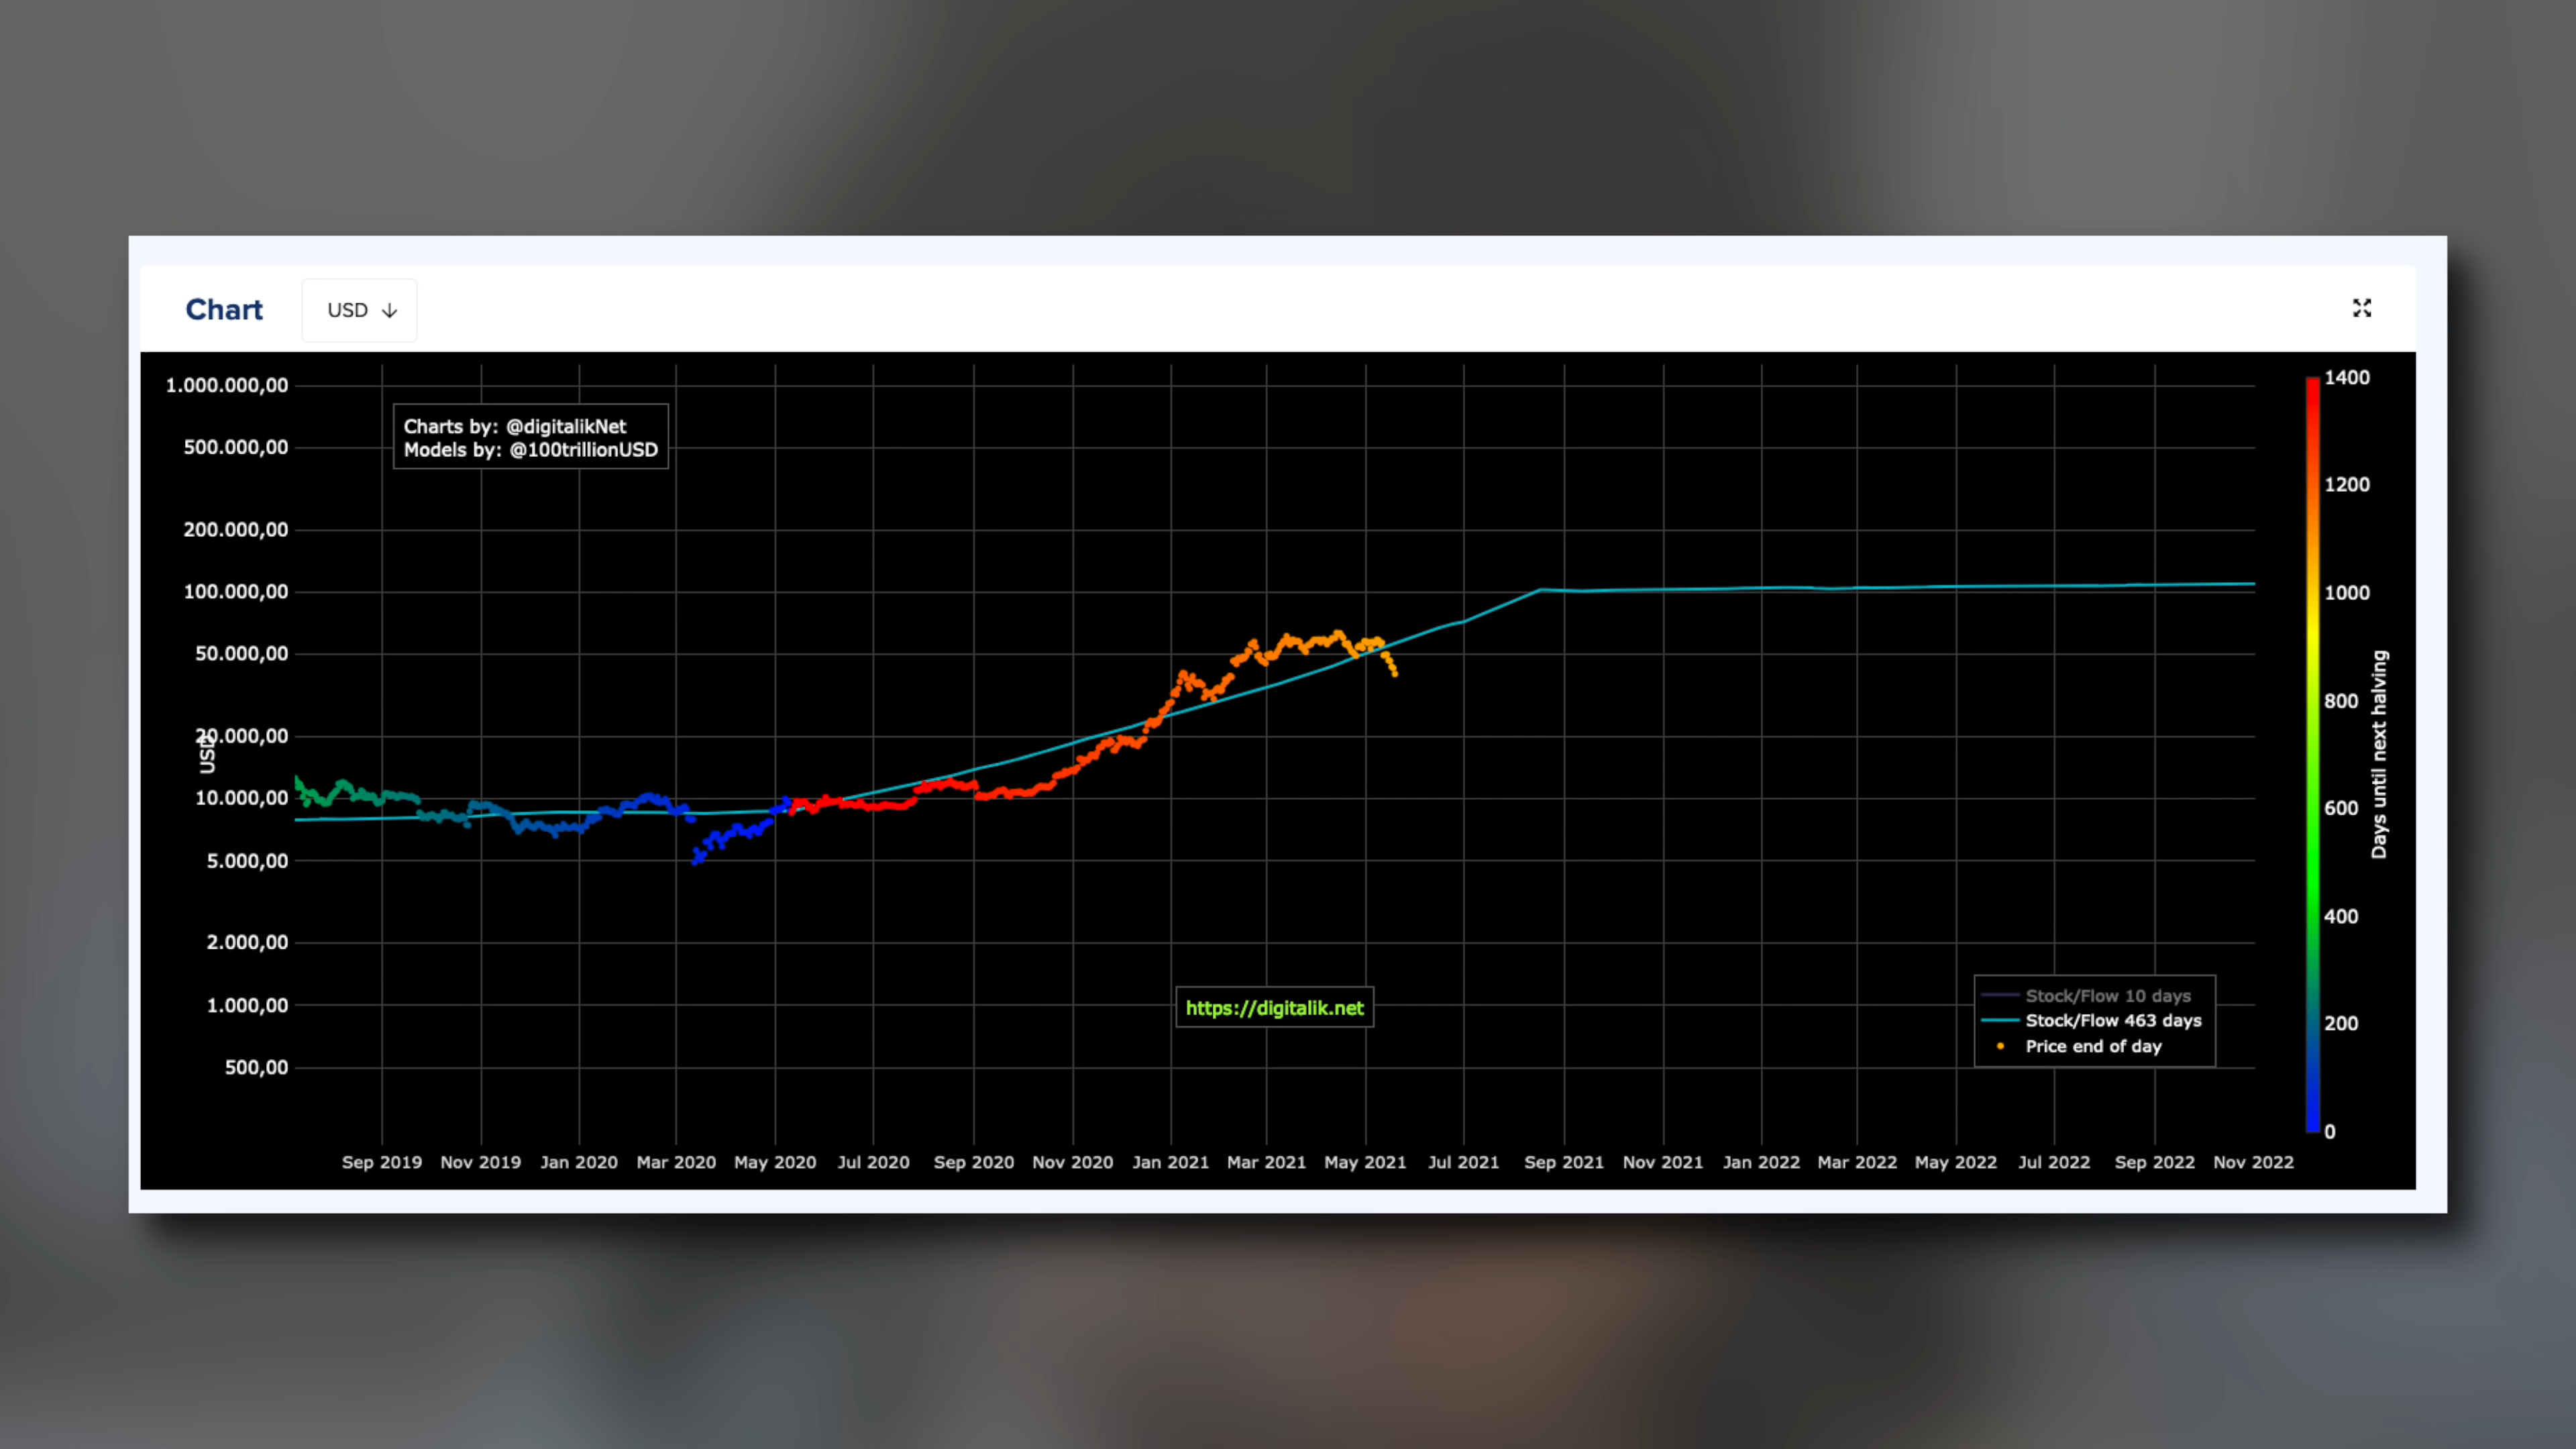 Chart
USD ↓
1.000.000,00
500.000,00
200.000,00
100.000,00
50.000,00
20.000,00
10.000,00
5.000,00
2.000,00
1.000,00
500,00
USD
Charts by: @digitalikNet
Models by: @100trillionUSD
https://digitalik.net
Stock/Flow 10 days
Stock/Flow 463 days
Price end of day
Sep 2019 Nov 2019 Jan 2020 Mar 2020 May 2020 Jul 2020 Sep 2020 Nov 2020 Jan 2021 Mar 2021 May 2021 Jul 2021 Sep 2021 Nov 2021 Jan 2022 Mar 2022 May 2022 Jul 2022 Sep 2022 Nov 2022
1400
1200
1000
800
600
400
200
0
Days until next halving